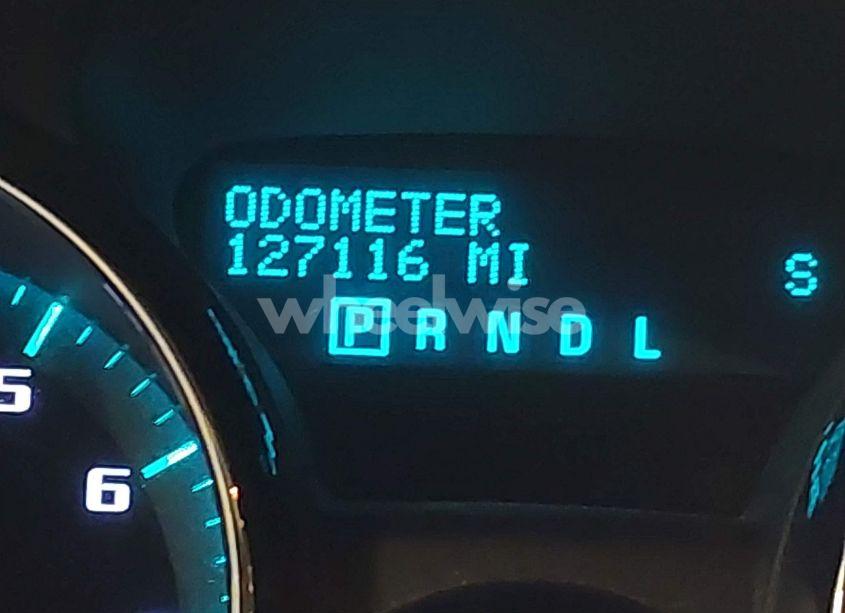 ODOMETER
127116 MI
S
P R N D L
wheelwise
5
6